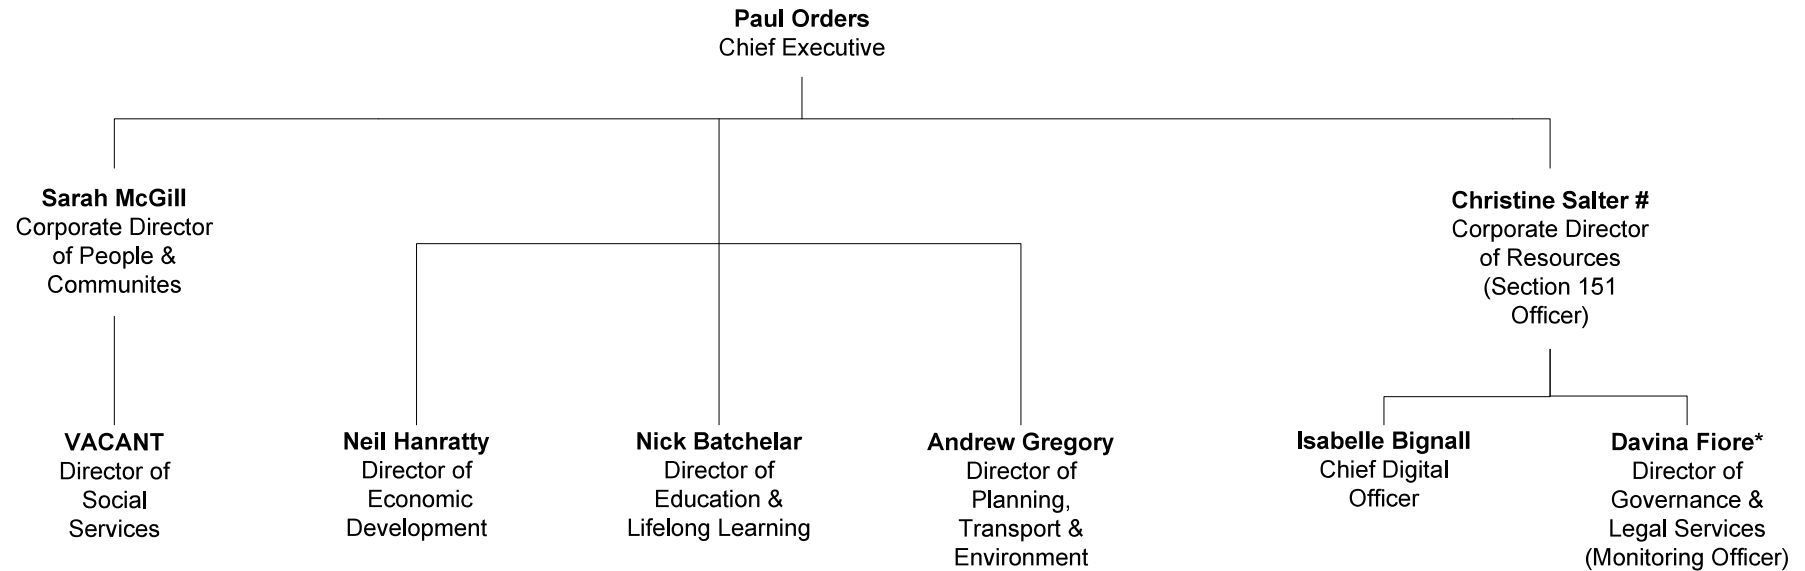 Paul Orders
Chief Executive
Sarah McGill
Corporate Director
of People &
Communites
Christine Salter #
Corporate Director
of Resources
(Section 151
Officer)
VACANT
Director of
Social
Services
Neil Hanratty
Director of
Economic
Development
Nick Batchelar
Director of
Education &
Lifelong Learning
Andrew Gregory
Director of
Planning,
Transport &
Environment
Isabelle Bignall
Chief Digital
Officer
Davina Fiore*
Director of
Governance &
Legal Services
(Monitoring Officer)